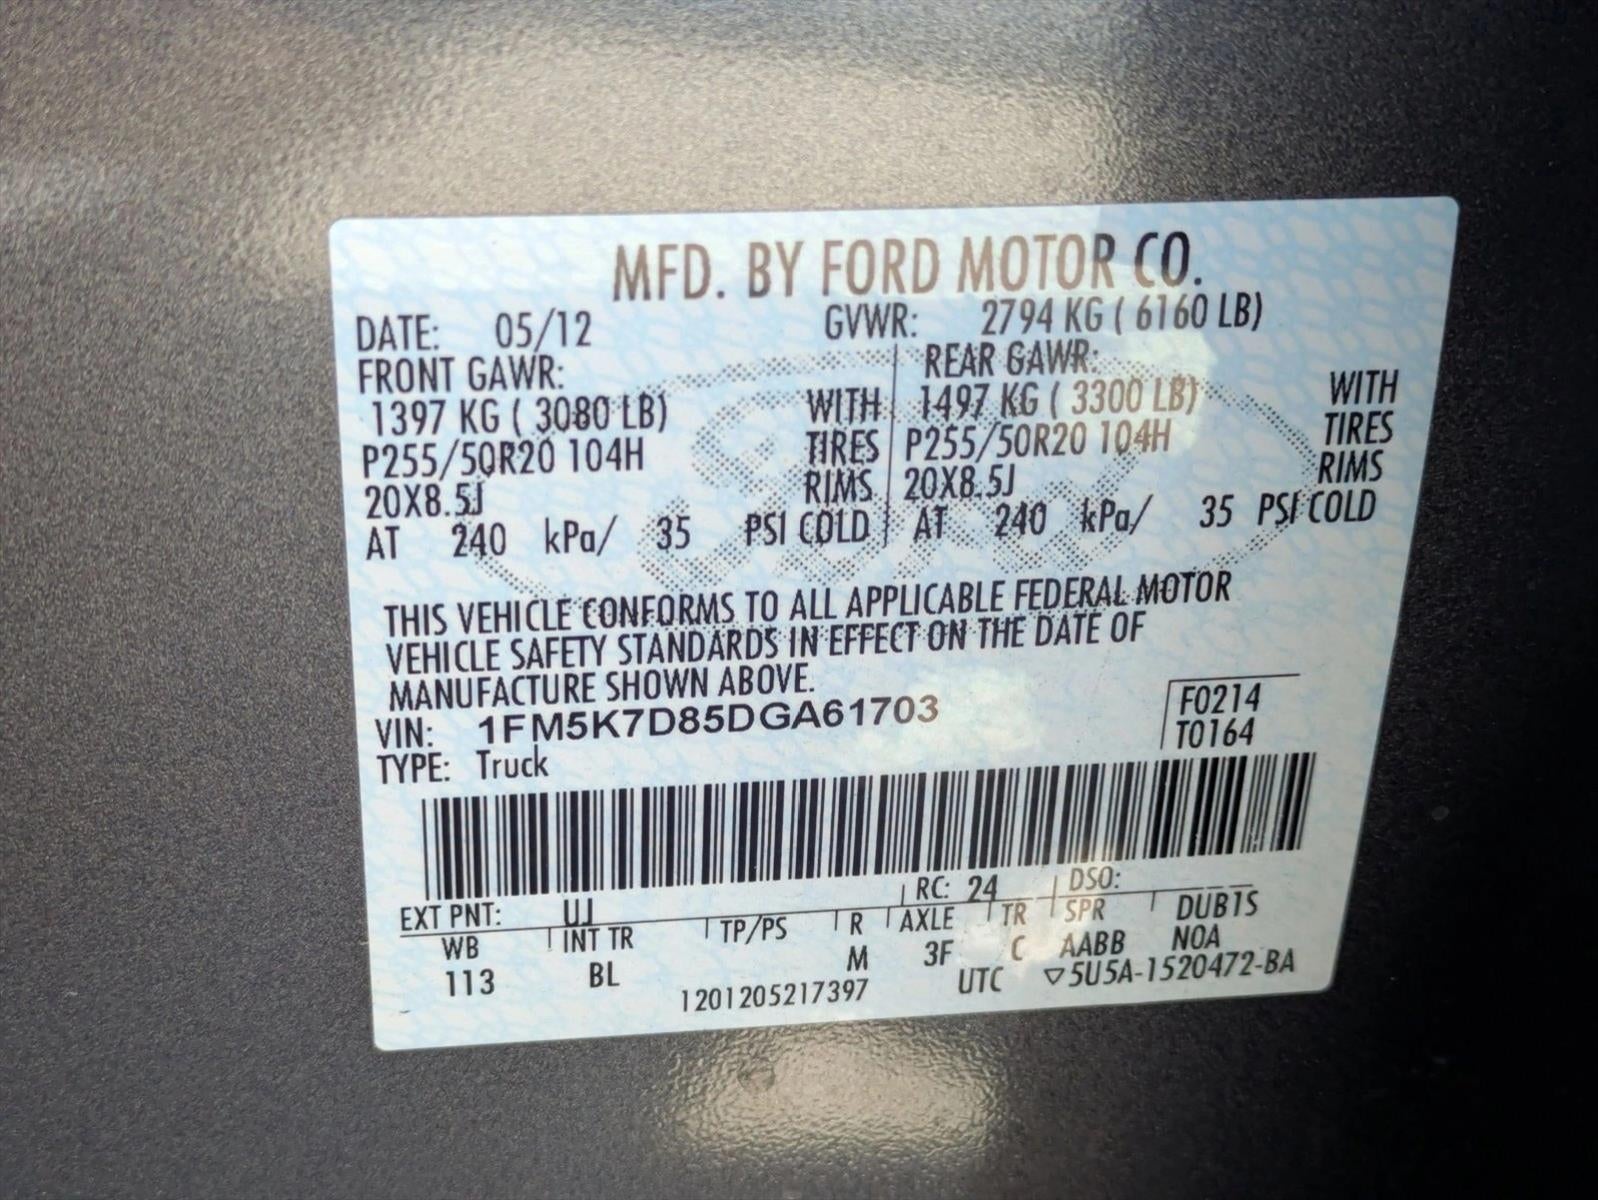 MFD. BY FORD MOTOR CO.
DATE: 05/12 GVWR: 2794 KG ( 6160 LB)
FRONT GAWR: REAR GAWR:
1397 KG ( 3080 LB) WITH 1497 KG ( 3300 LB) WITH
P255/50R20 104H TIRES P255/50R20 104H TIRES
20X8.5J RIMS 20X8.5J RIMS
AT 240 kPa/ 35 PSI COLD AT 240 kPa/ 35 PSI COLD
THIS VEHICLE CONFORMS TO ALL APPLICABLE FEDERAL MOTOR
VEHICLE SAFETY STANDARDS IN EFFECT ON THE DATE OF
MANUFACTURE SHOWN ABOVE.
VIN: 1FM5K7D85DGA61703 F0214
TYPE: Truck T0164
EXT PNT: UJ RC: 24 DSO:
WB INT TR TP/PS R AXLE TR SPR DUB1S
113 BL M 3F C AABB N0A
1201205217397 UTC ▽5U5A-1520472-BA